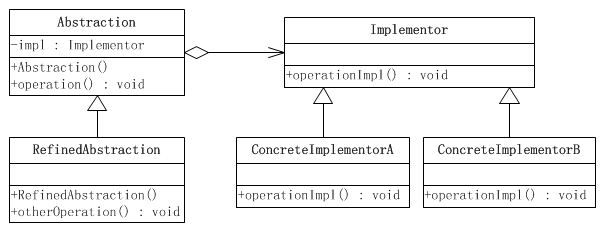 Abstraction
-impl : Implementor
+Abstraction()
+operation() : void
Implementor
+operationImpl() : void
RefinedAbstraction
+RefinedAbstraction()
+otherOperation() : void
ConcreteImplementorA
+operationImpl() : void
ConcreteImplementorB
+operationImpl() : void